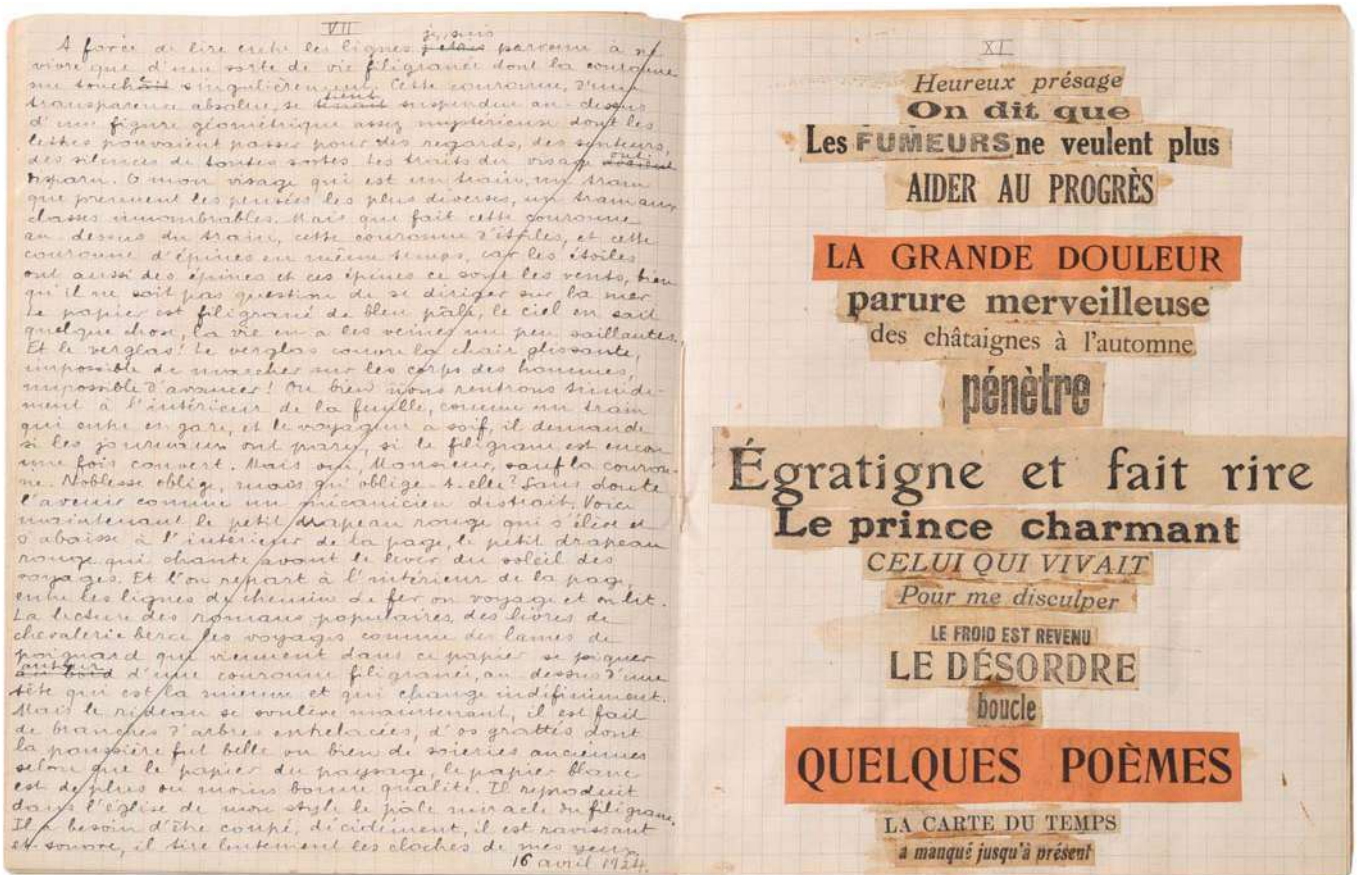 VII
A force de lire entre les lignes j'étais je suis parvenu à ne
vivre que d'une sorte de vie filigranée dont la couronne
me touchait singulièrement. Cette couronne, d'une
transparence absolue, se tenait tient suspendue au-dessus
d'une figure géométrique assez mystérieuse dont les
lettres pouvaient passer pour des regards, des senteurs,
des silences de toutes sortes. Les traits du visage avaient ont
disparu. O mon visage qui est un train, un train
que prennent les pensées les plus diverses, un train aux
classes innombrables. Mais que fait cette couronne
au-dessus du train, cette couronne d'étoiles, et cette
couronne d'épines en même temps, car les étoiles
ont aussi des épines et ces épines ce sont les vents, bien
qu'il ne soit pas question de se diriger sur la mer.
Le papier est filigrané de bleu pâle, le ciel en sait
quelque chose, la vie en a les veines un peu saillantes.
Et le verglas! Le verglas couvre la chair glissante,
impossible de marcher sur les corps des hommes,
impossible d'avancer! Ou bien nous rentrons timide-
ment à l'intérieur de la feuille, comme un train
qui entre en gare, et le voyageur a soif, il demande
si les journaux ont paru, si le filigrane est encore
une fois couvert. Mais oui, Monsieur, sauf la couron-
ne. Noblesse oblige, mais qu'oblige-t-elle? Sans doute
l'avenir comme un mécanicien distrait. Voici
maintenant le petit drapeau rouge qui s'élève et
s'abaisse à l'intérieur de la page, le petit drapeau
rouge qui chante avant le lever du soleil des
voyages. Et l'on repart à l'intérieur de la page,
entre les lignes de chemin de fer on voyage et on lit.
La lecture des romans populaires, des livres de
chevalerie berce les voyages comme des lames de
poignard qui viennent dans ce papier se joigner
au bord autour d'une couronne filigranée, au-dessus d'une
tête qui est la mienne et qui change indéfiniment.
Mais le rideau se soulève maintenant, il est fait
de branches d'arbres entrelacées, d'os grattés dont
la poussière fut belle ou bien de soieries anciennes
selon que le papier du paysage, le papier blanc
est de plus ou moins bonne qualité. Il reproduit
dans l'église de mon style le pâle miracle du filigrane.
Il a besoin d'être coupé, décidément, il est ravissant
et sonore, il tire lentement les cloches de mes yeux.
16 avril 1924.
XI
Heureux présage
On dit que
Les FUMEURS ne veulent plus
AIDER AU PROGRÈS
LA GRANDE DOULEUR
parure merveilleuse
des châtaignes à l'automne
pénètre
Égratigne et fait rire
Le prince charmant
CELUI QUI VIVAIT
Pour me disculper
LE FROID EST REVENU
LE DÉSORDRE
boucle
QUELQUES POÈMES
LA CARTE DU TEMPS
a manqué jusqu'à présent